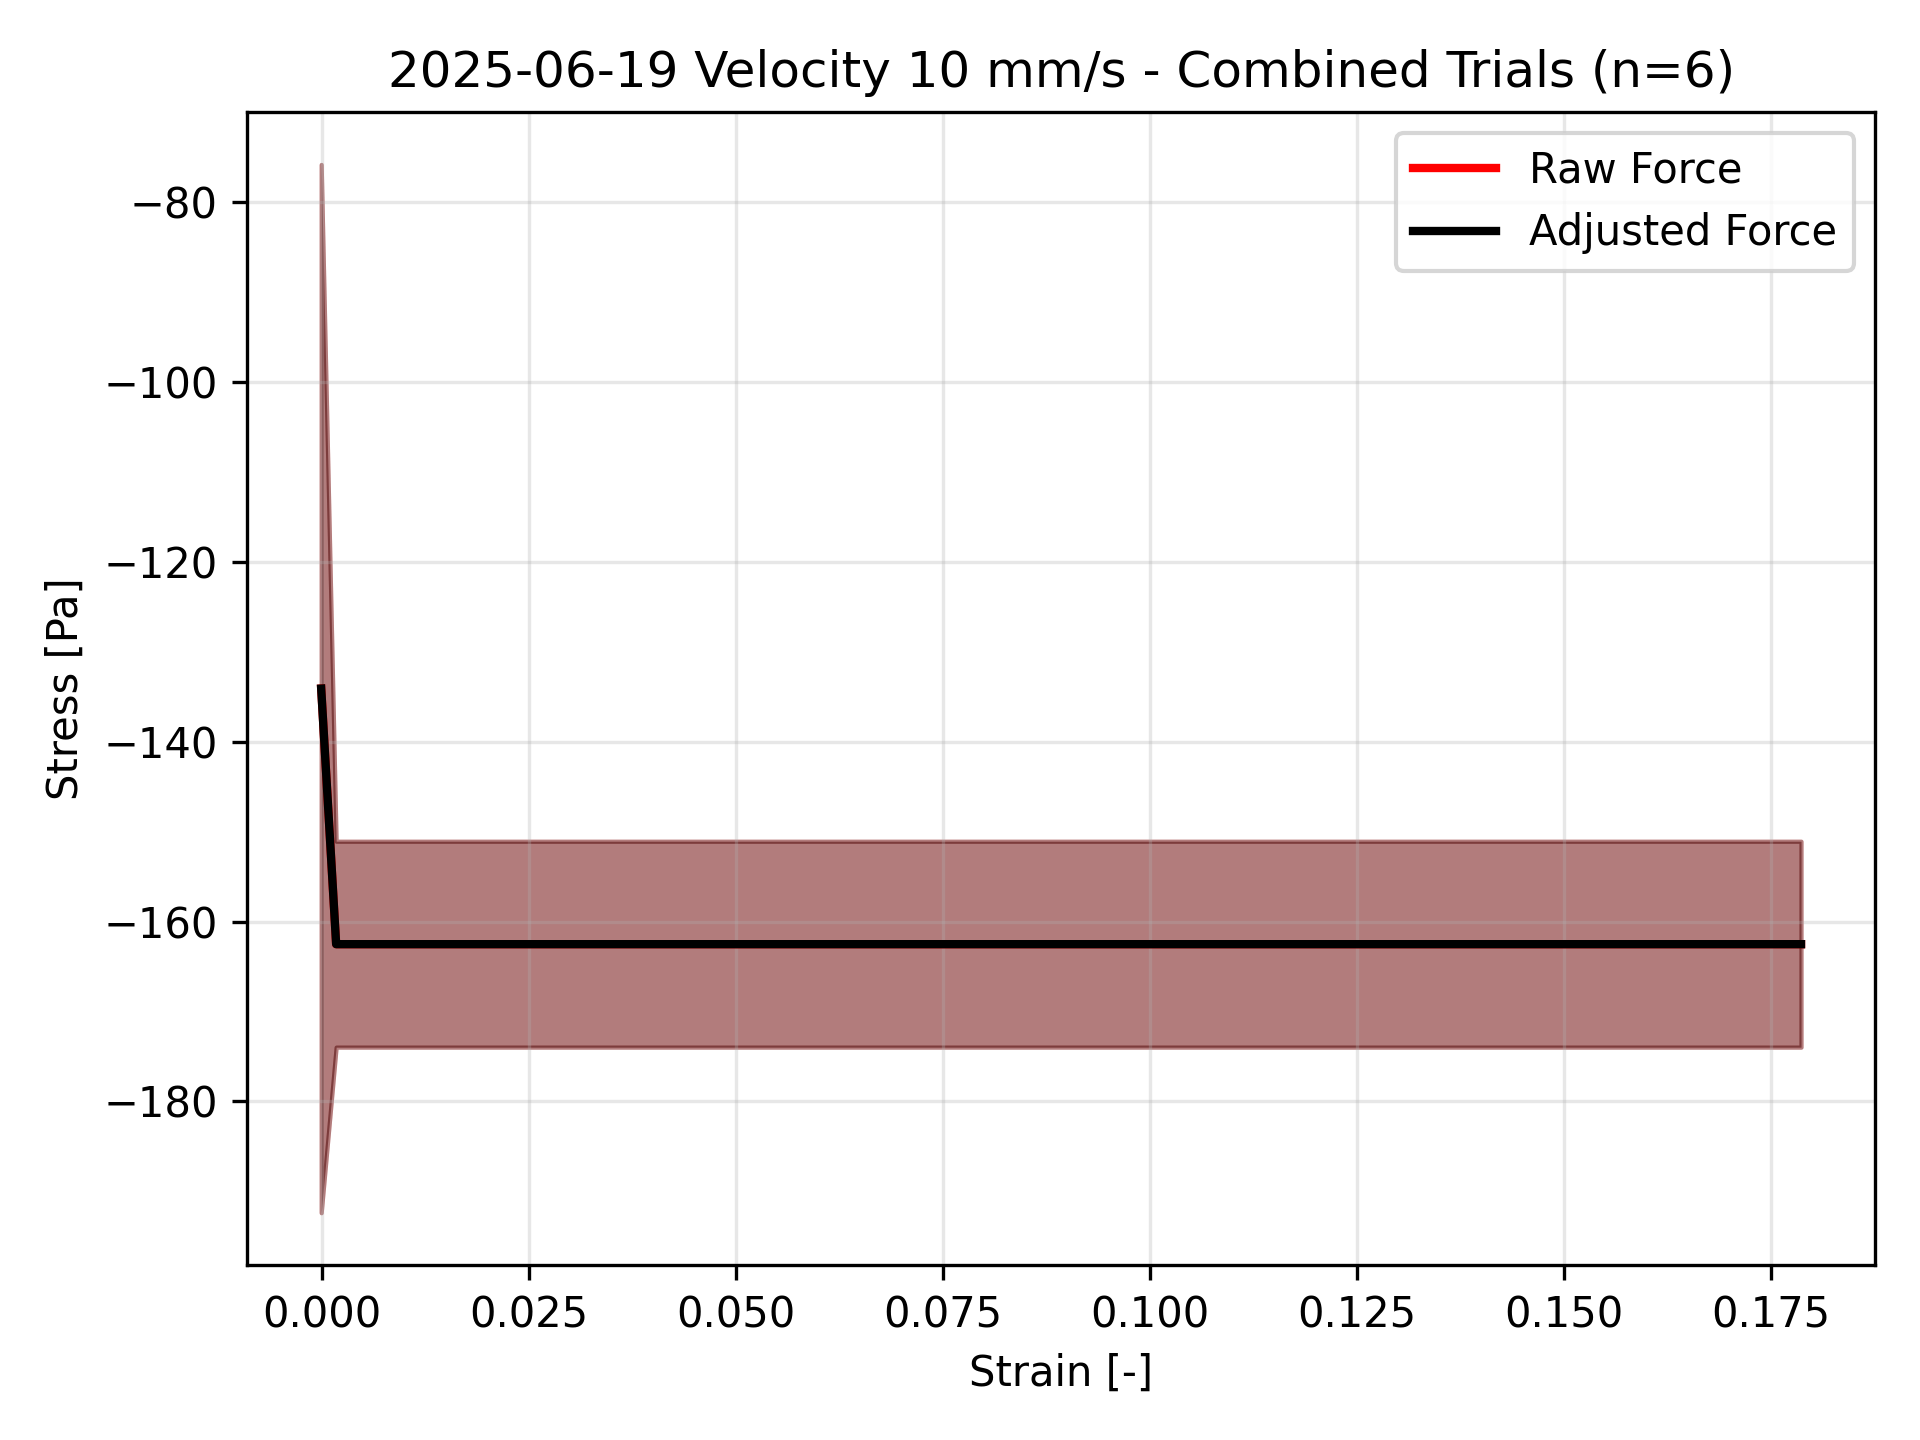 2025-06-19 Velocity 10 mm/s - Combined Trials (n=6)
Raw Force
Adjusted Force
−80
−100
−120
−140
−160
−180
Stress [Pa]
0.000 0.025 0.050 0.075 0.100 0.125 0.150 0.175
Strain [-]